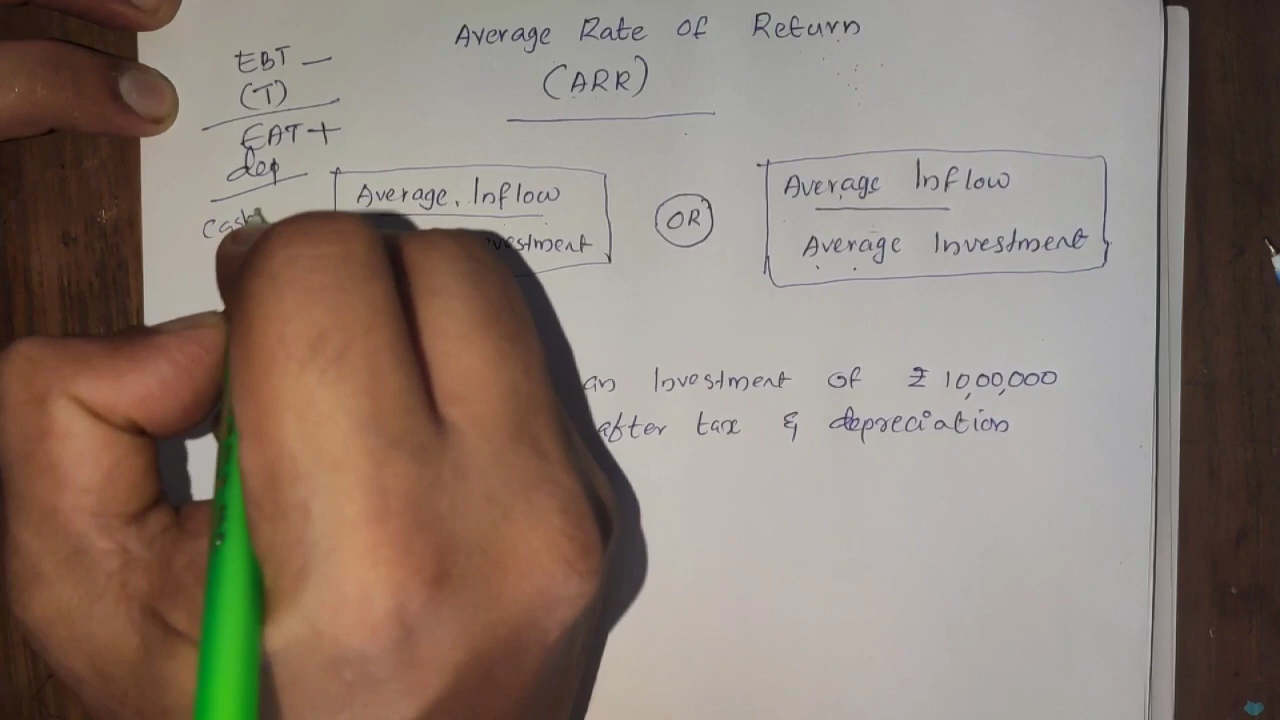 Average Rate of Return
(ARR)
EBT —
(T)
EAT +
dep
cash
Average Inflow
OR
Average Inflow
Average Investment
an Investment of ₹ 10,00,000
after tax & depreciation